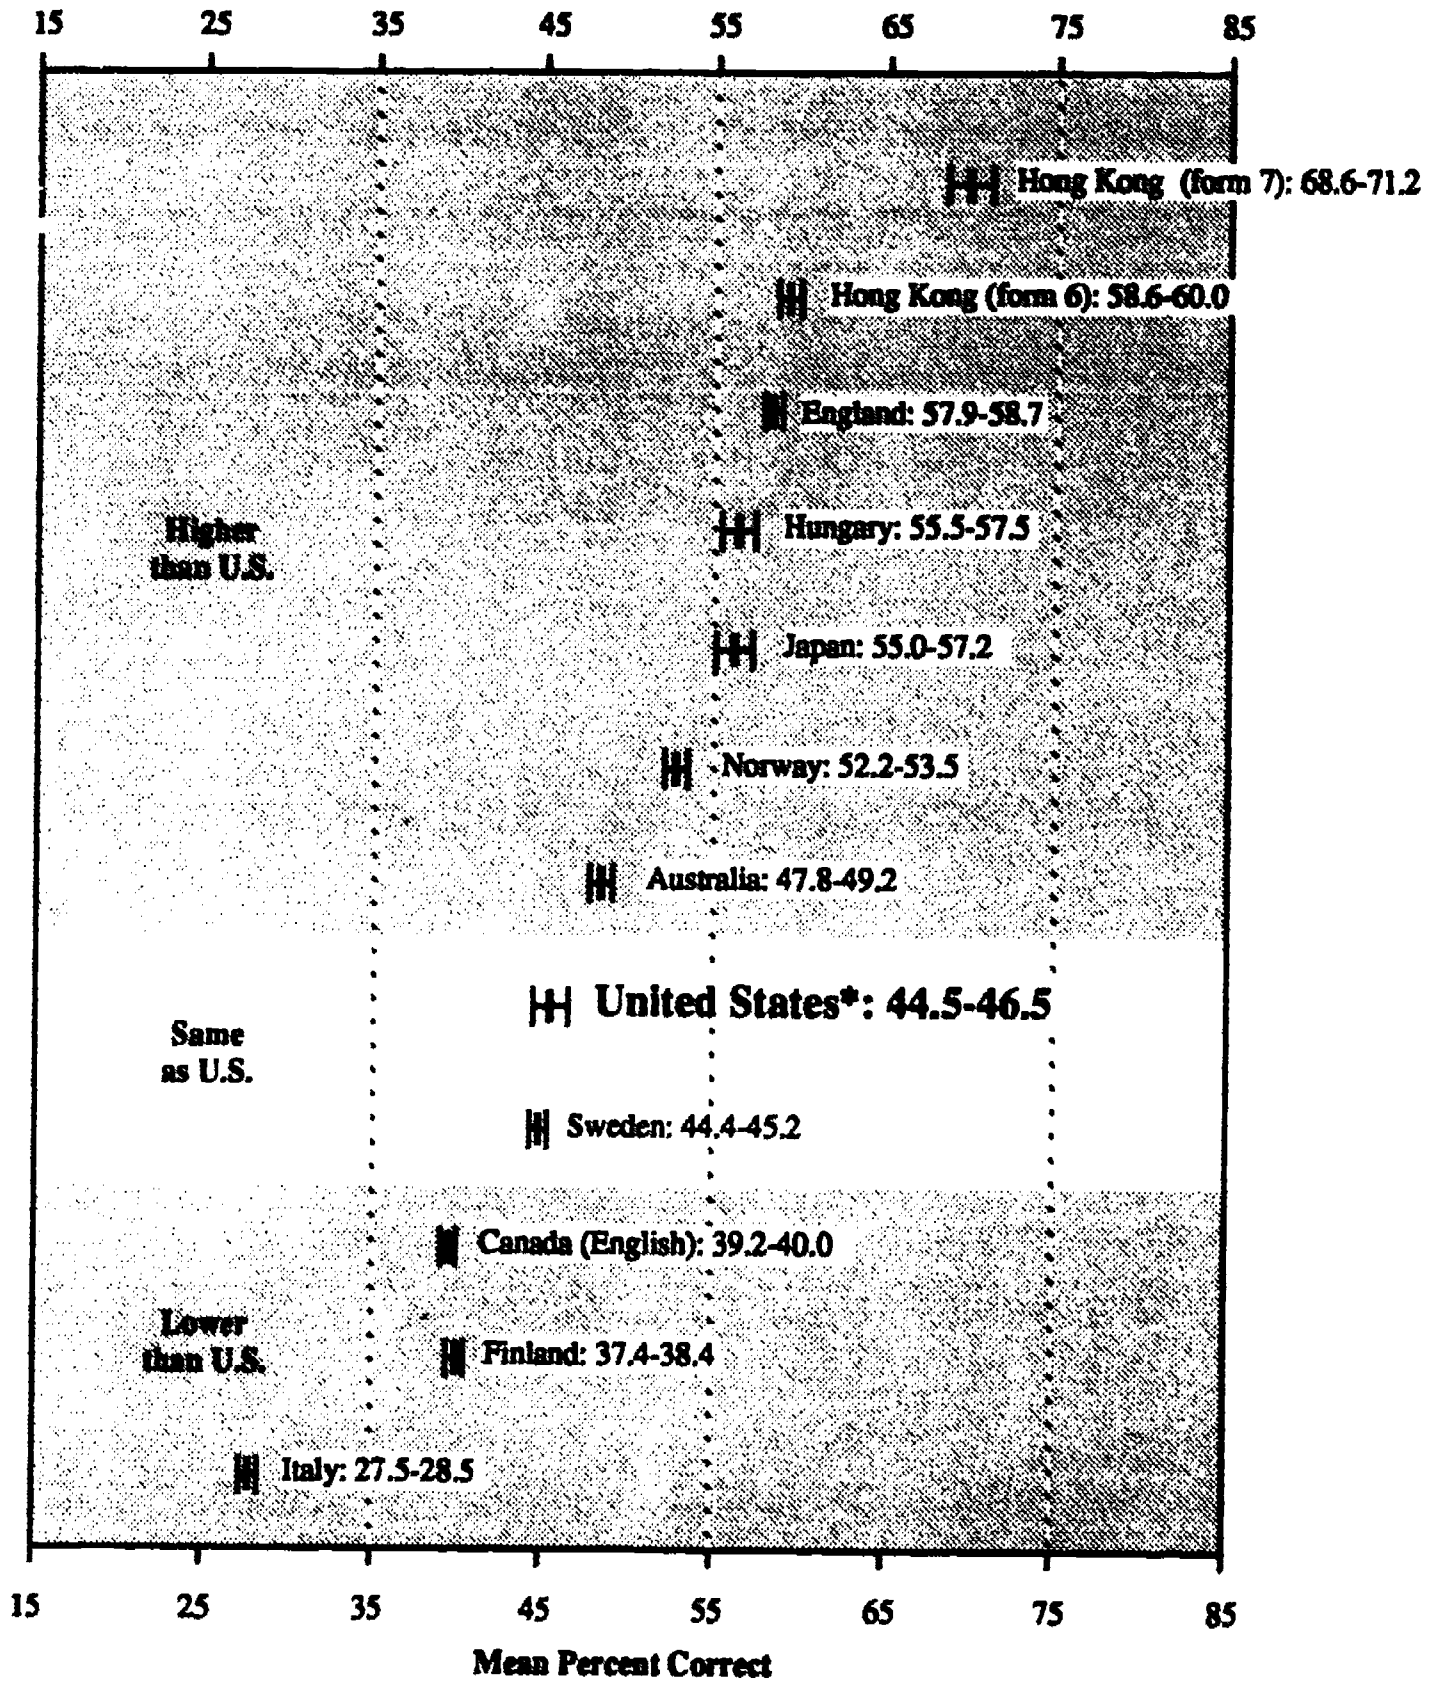 15 25 35 45 55 65 75 85
Hong Kong (form 7): 68.6-71.2
Hong Kong (form 6): 58.6-60.0
England: 57.9-58.7
Higher
than U.S.
Hungary: 55.5-57.5
Japan: 55.0-57.2
Norway: 52.2-53.5
Australia: 47.8-49.2
United States*: 44.5-46.5
Same
as U.S.
Sweden: 44.4-45.2
Canada (English): 39.2-40.0
Lower
than U.S.
Finland: 37.4-38.4
Italy: 27.5-28.5
15 25 35 45 55 65 75 85
Mean Percent Correct